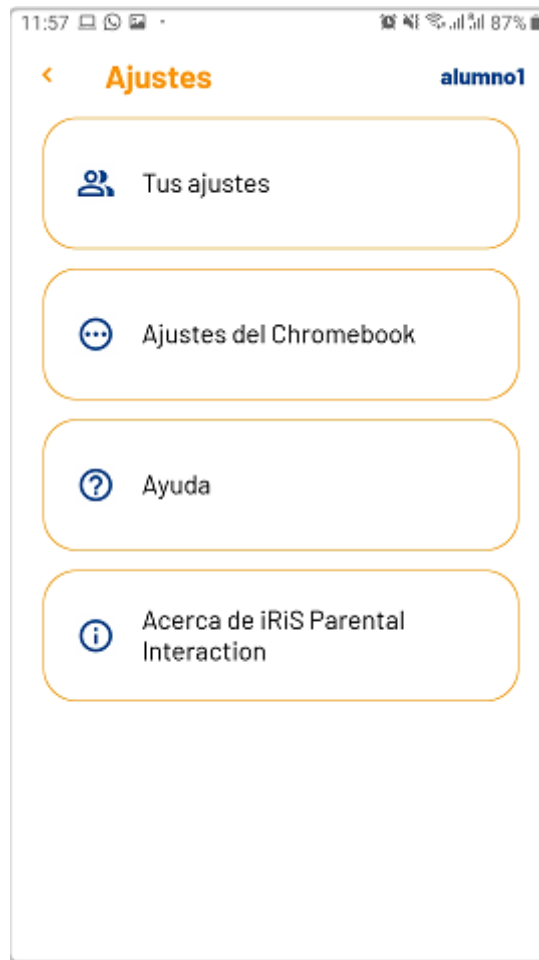 11:57 87%
Ajustes alumno1
Tus ajustes
Ajustes del Chromebook
Ayuda
Acerca de iRiS Parental
Interaction